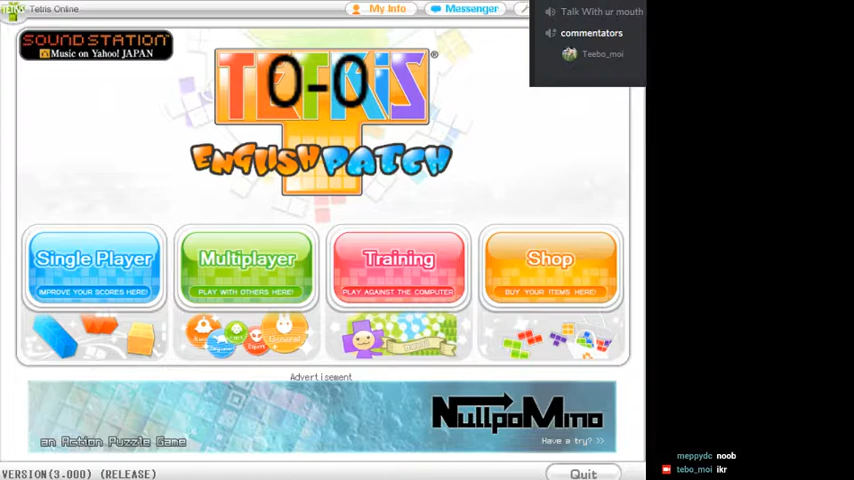 Tetris Online
My Info
Messenger
Talk With ur mouth
commentators
Teebo_moi
SOUND STATION
Music on Yahoo! JAPAN
TETRIS®
0-0
ENGLISH PATCH
Single Player
IMPROVE YOUR SCORES HERE!
Multiplayer
PLAY WITH OTHERS HERE!
Training
PLAY AGAINST THE COMPUTER
Shop
BUY YOUR ITEMS HERE!
Advertisement
NullpoMino
an Action Puzzle Game
Have a try? >>
meppydc noob
tebo_moi ikr
VERSION(3.000) (RELEASE)
Quit